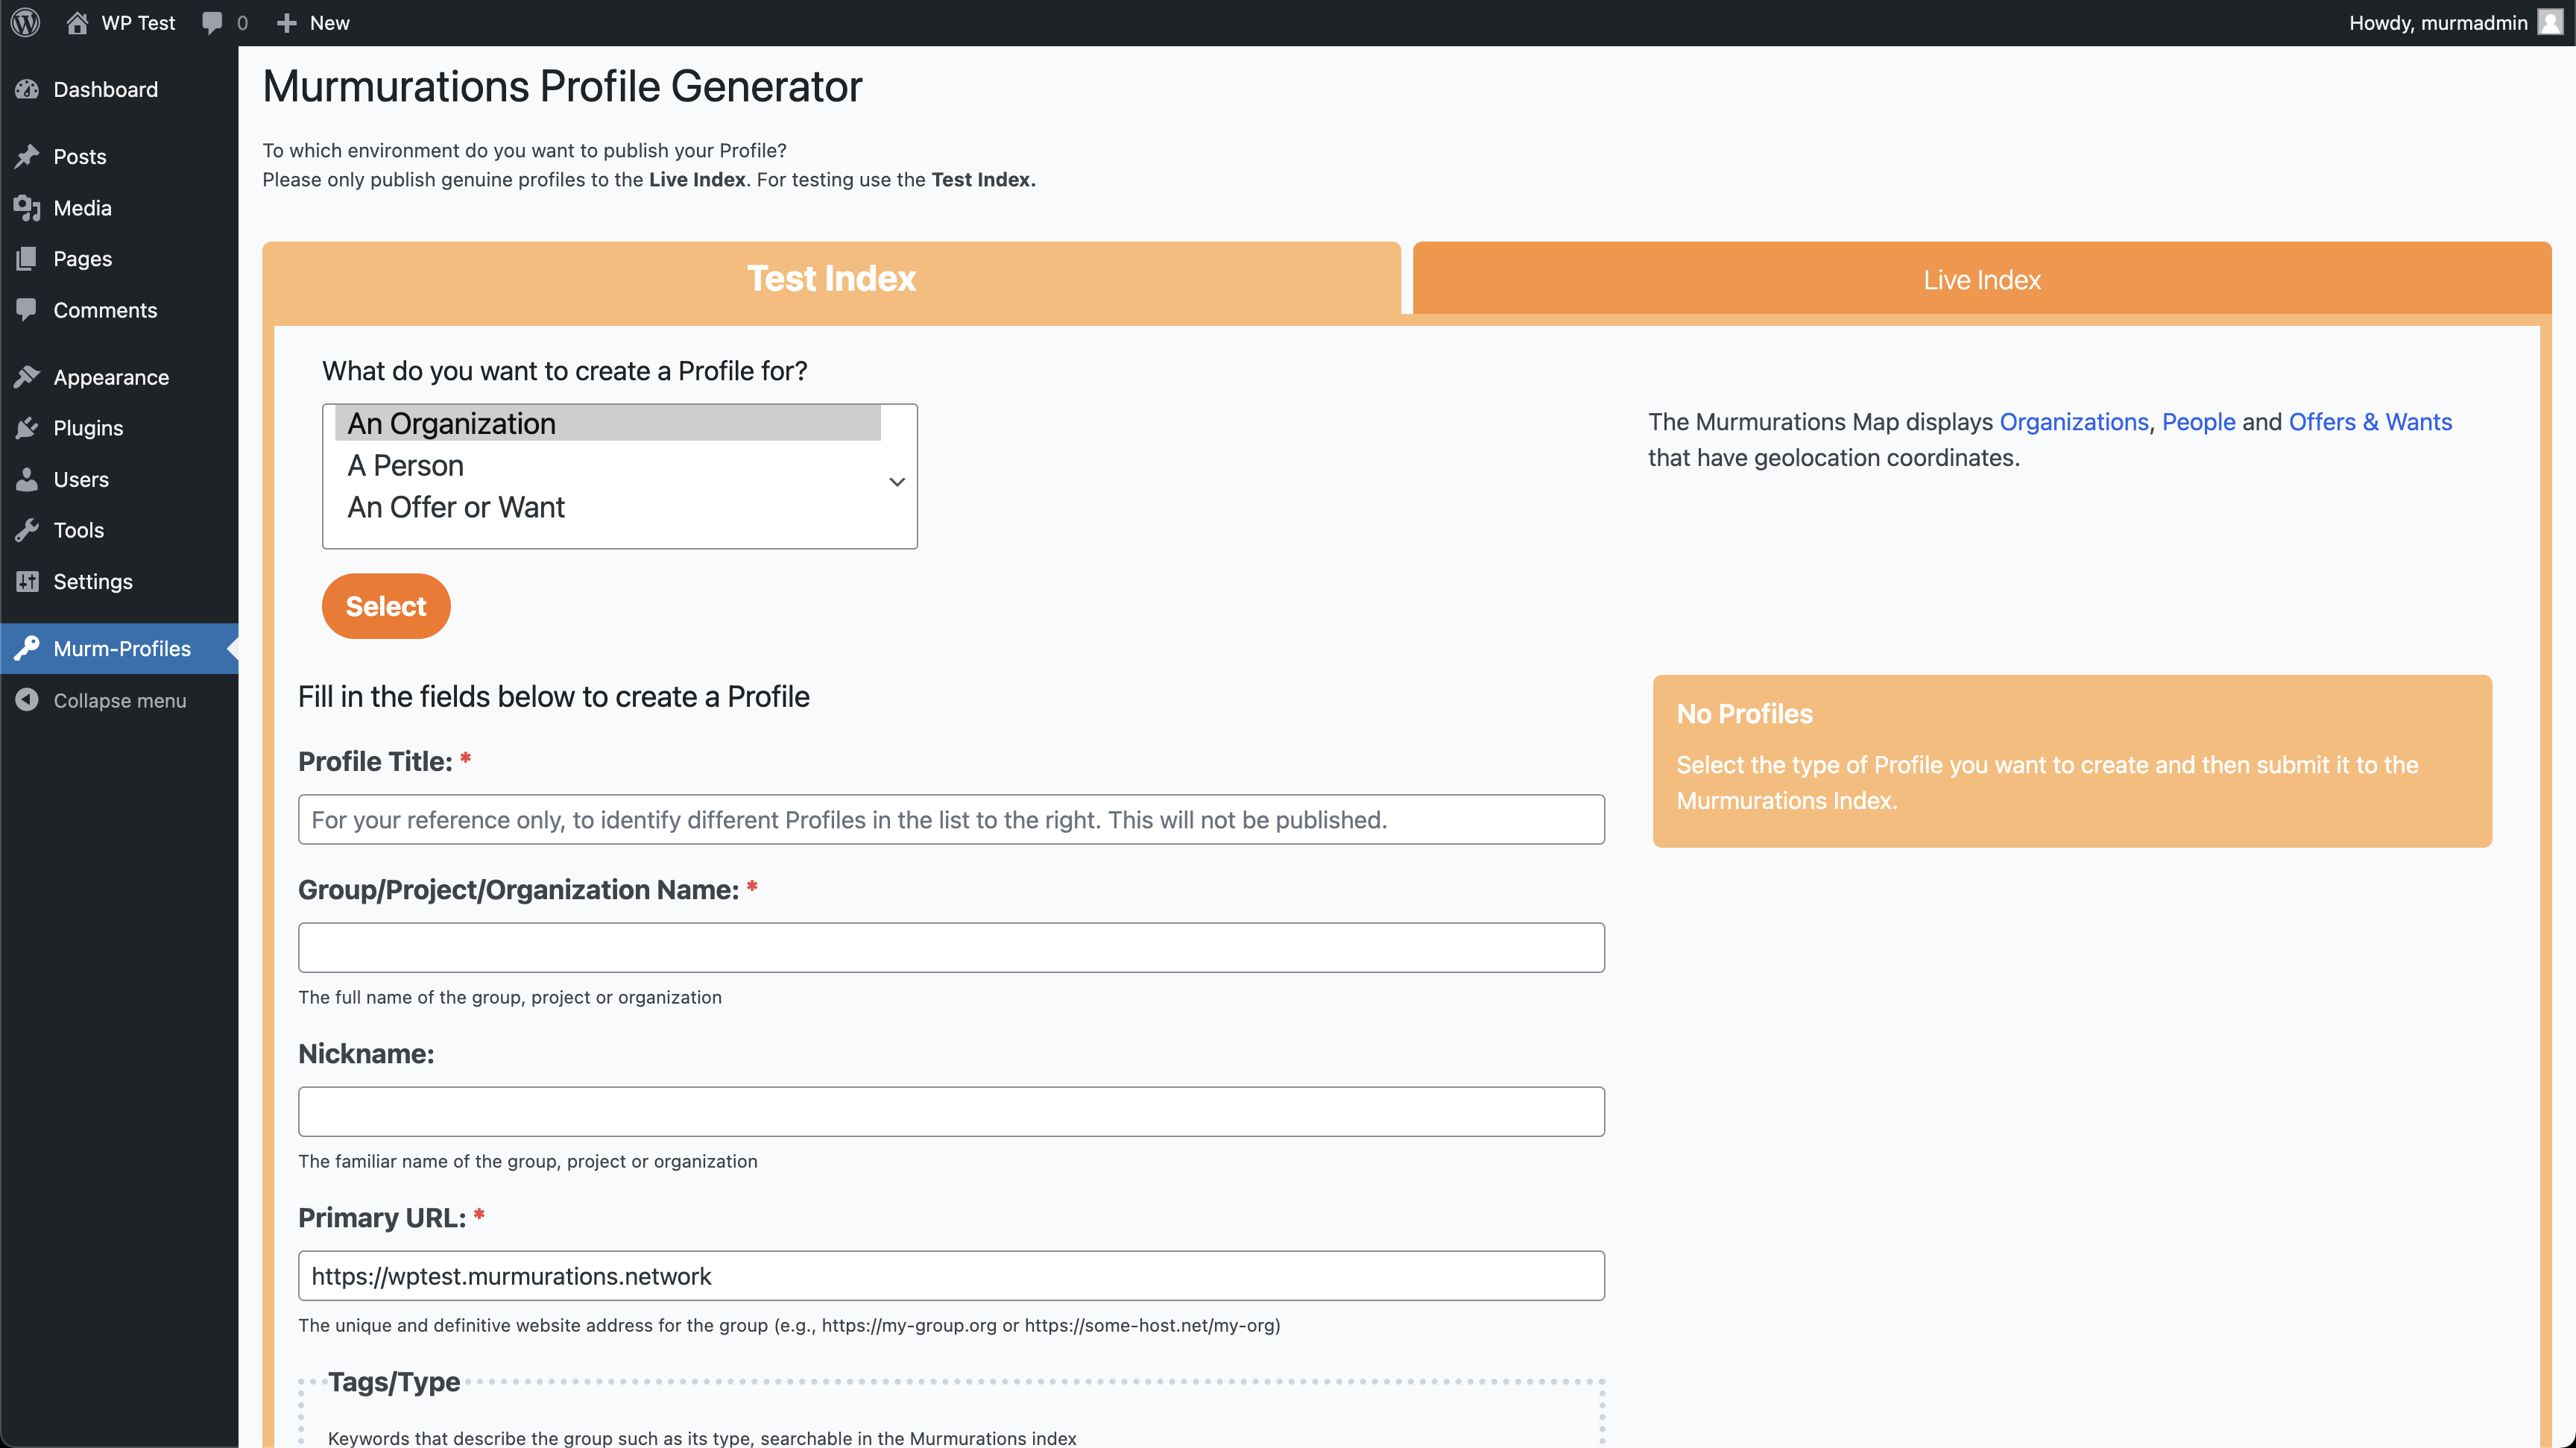 WP Test
0
New
Howdy, murmadmin
Dashboard
Posts
Media
Pages
Comments
Appearance
Plugins
Users
Tools
Settings
Murm-Profiles
Collapse menu
Murmurations Profile Generator
To which environment do you want to publish your Profile?
Please only publish genuine profiles to the Live Index. For testing use the Test Index.
Test Index
Live Index
What do you want to create a Profile for?
An Organization
A Person
An Offer or Want
Select
The Murmurations Map displays Organizations, People and Offers & Wants
that have geolocation coordinates.
Fill in the fields below to create a Profile
Profile Title: *
For your reference only, to identify different Profiles in the list to the right. This will not be published.
Group/Project/Organization Name: *
The full name of the group, project or organization
Nickname:
The familiar name of the group, project or organization
Primary URL: *
https://wptest.murmurations.network
The unique and definitive website address for the group (e.g., https://my-group.org or https://some-host.net/my-org)
Tags/Type
Keywords that describe the group such as its type, searchable in the Murmurations index
No Profiles
Select the type of Profile you want to create and then submit it to the
Murmurations Index.